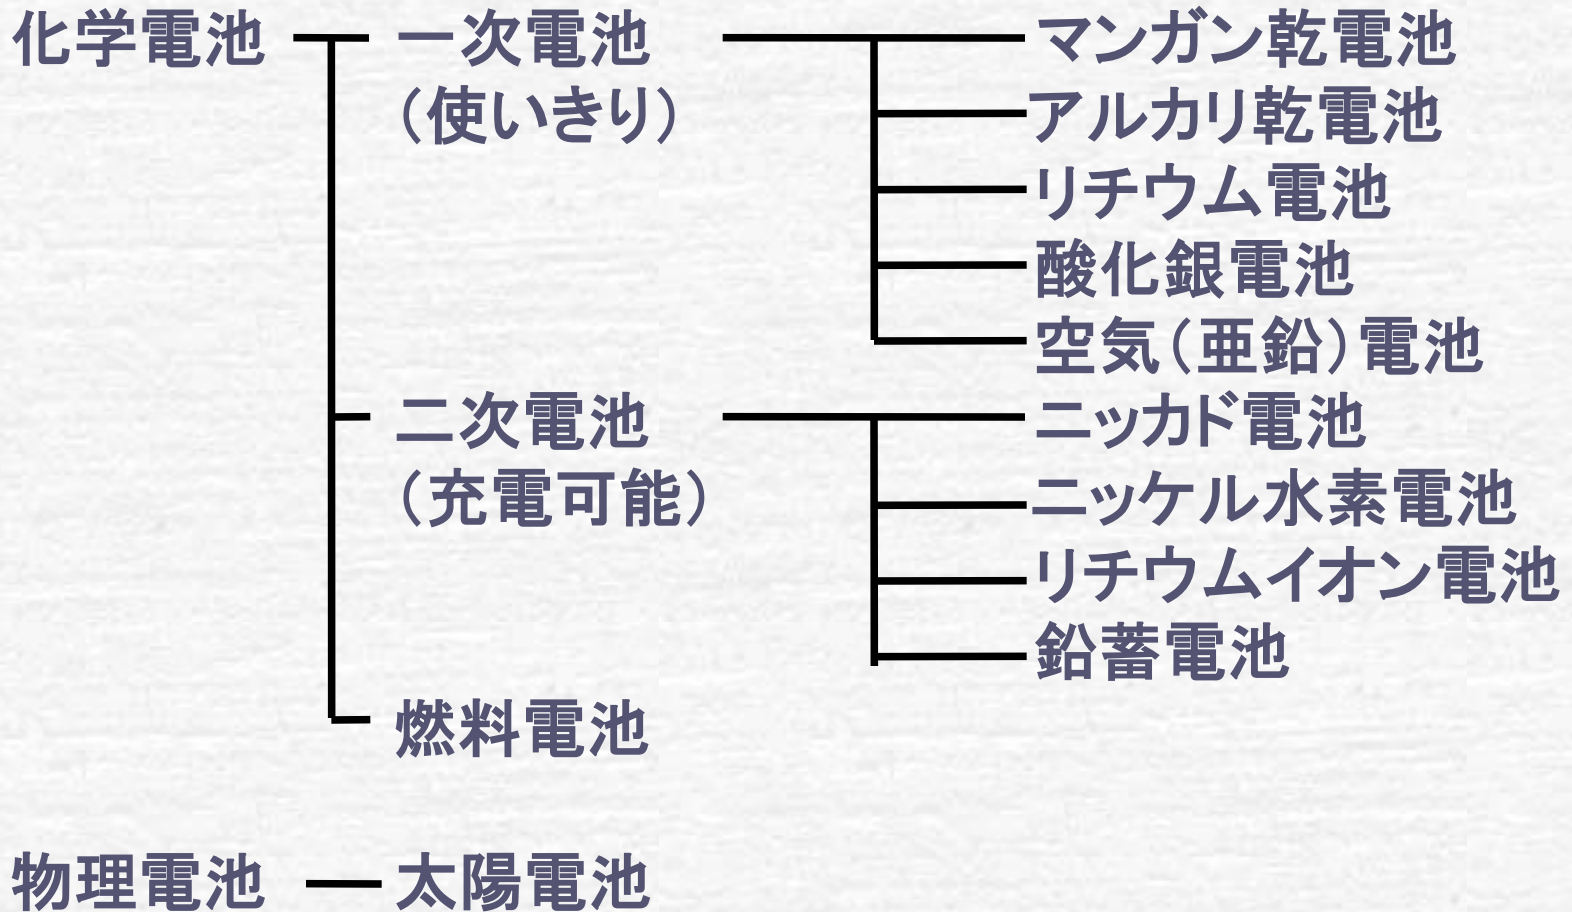 化学電池 一次電池 マンガン乾電池
（使いきり） アルカリ乾電池
リチウム電池
酸化銀電池
空気（亜鉛）電池
二次電池 ニッカド電池
（充電可能） ニッケル水素電池
リチウムイオン電池
鉛蓄電池
燃料電池
物理電池 太陽電池